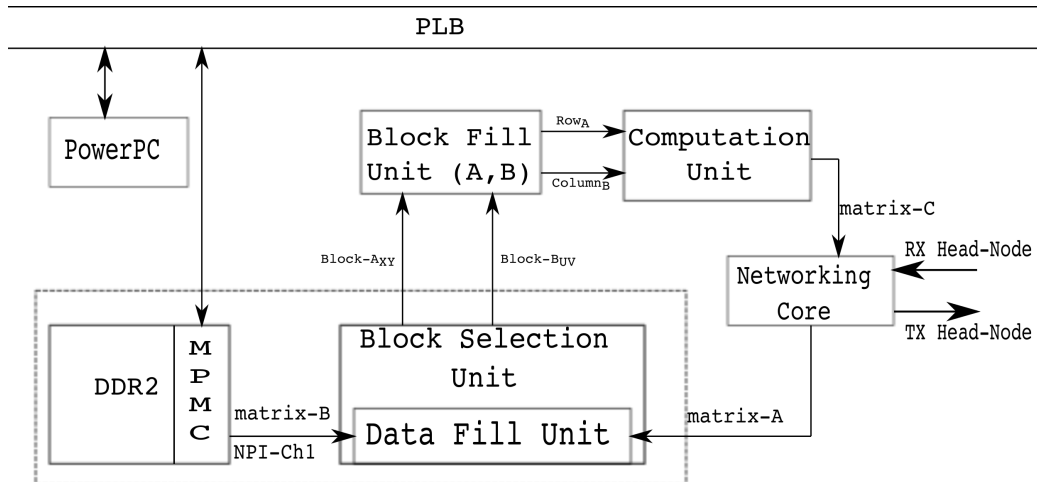 PLB
PowerPC
Block Fill
Unit (A,B)
RowA
ColumnB
Computation
Unit
matrix-C
Block-AXY
Block-BUV
RX Head-Node
Networking
Core
TX Head-Node
DDR2
MPMC
Block Selection
Unit
matrix-B
NPI-Ch1
Data Fill Unit
matrix-A